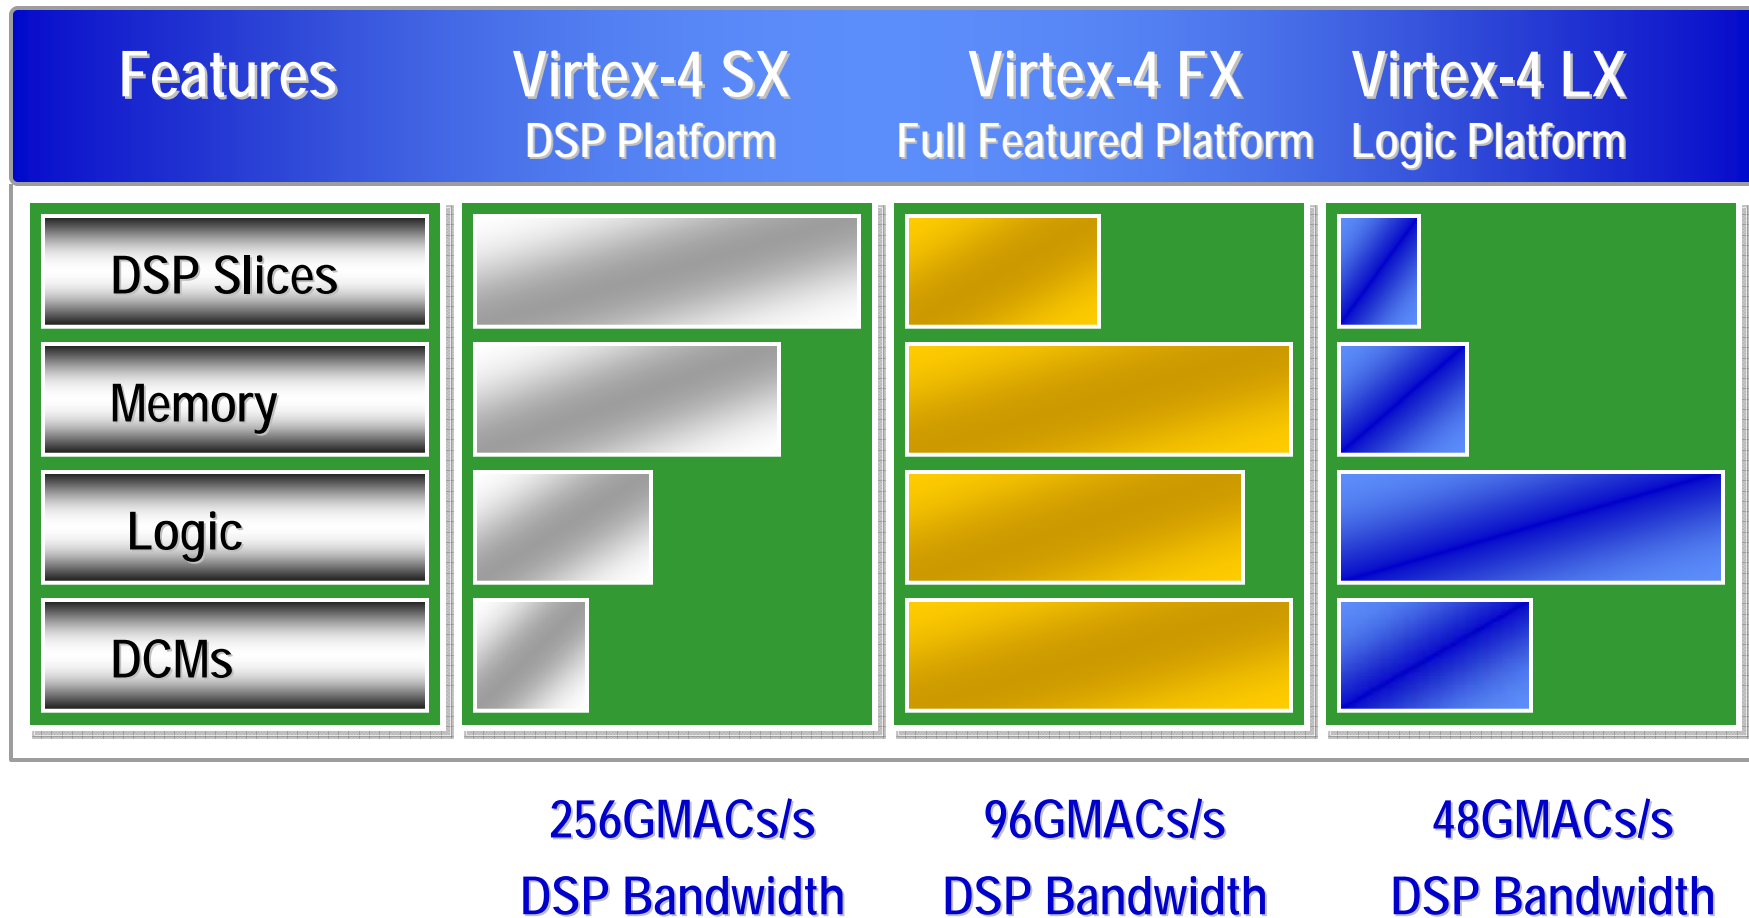 Features
Virtex-4 SX
DSP Platform
Virtex-4 FX
Full Featured Platform
Virtex-4 LX
Logic Platform
DSP Slices
Memory
Logic
DCMs
256GMACs/s
DSP Bandwidth
96GMACs/s
DSP Bandwidth
48GMACs/s
DSP Bandwidth